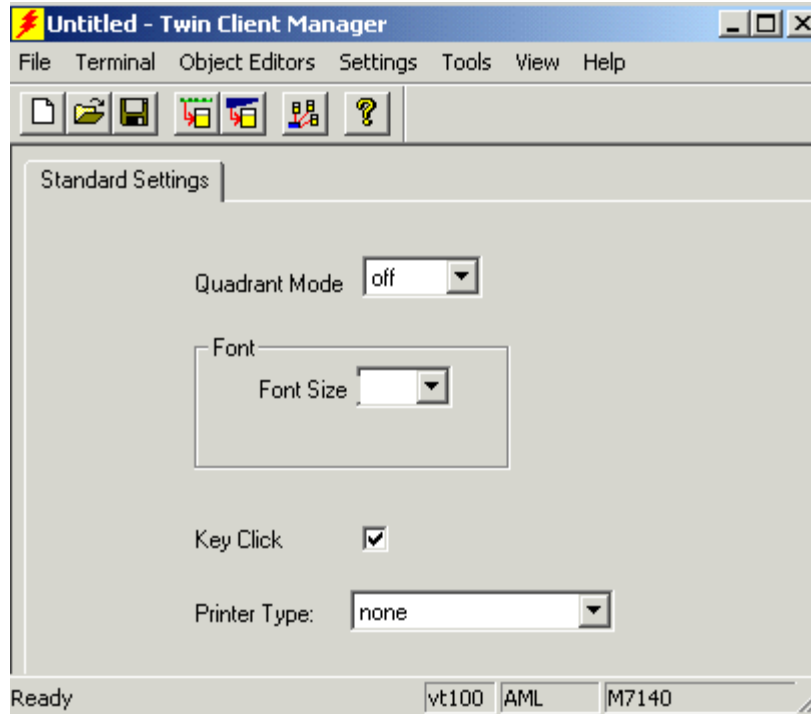 Untitled - Twin Client Manager
File Terminal Object Editors Settings Tools View Help
Standard Settings
Quadrant Mode off
Font
Font Size
Key Click
Printer Type: none
Ready vt100 AML M7140